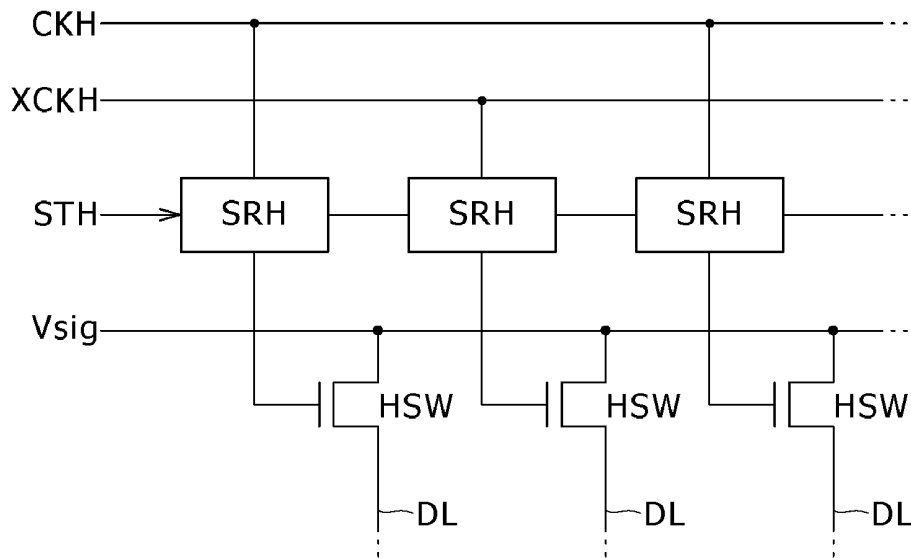 CKH
XCKH
STH SRH SRH SRH
Vsig
HSW HSW HSW
DL DL DL